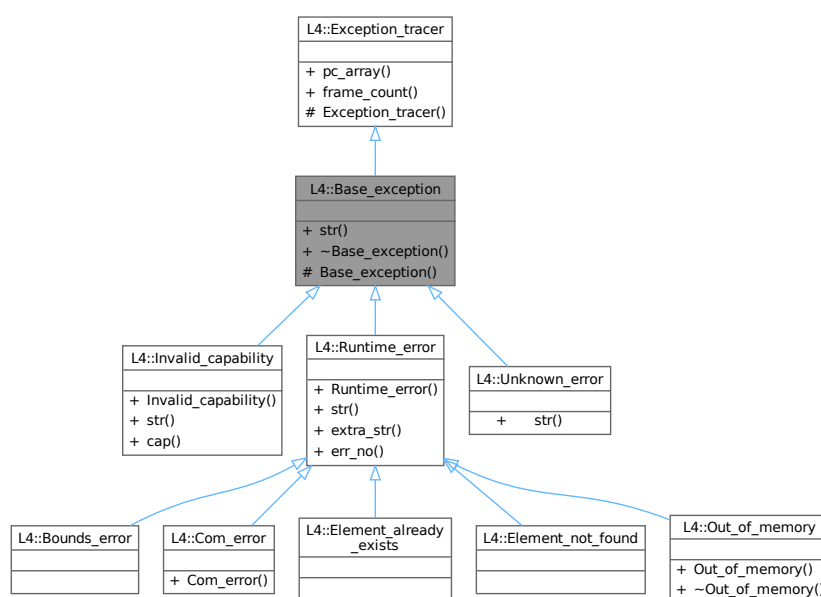 L4::Exception_tracer
+ pc_array()
+ frame_count()
# Exception_tracer()
L4::Base_exception
+ str()
+ ~Base_exception()
# Base_exception()
L4::Invalid_capability
+ Invalid_capability()
+ str()
+ cap()
L4::Runtime_error
+ Runtime_error()
+ str()
+ extra_str()
+ err_no()
L4::Unknown_error
+ str()
L4::Bounds_error
L4::Com_error
+ Com_error()
L4::Element_already
_exists
L4::Element_not_found
L4::Out_of_memory
+ Out_of_memory()
+ ~Out_of_memory()